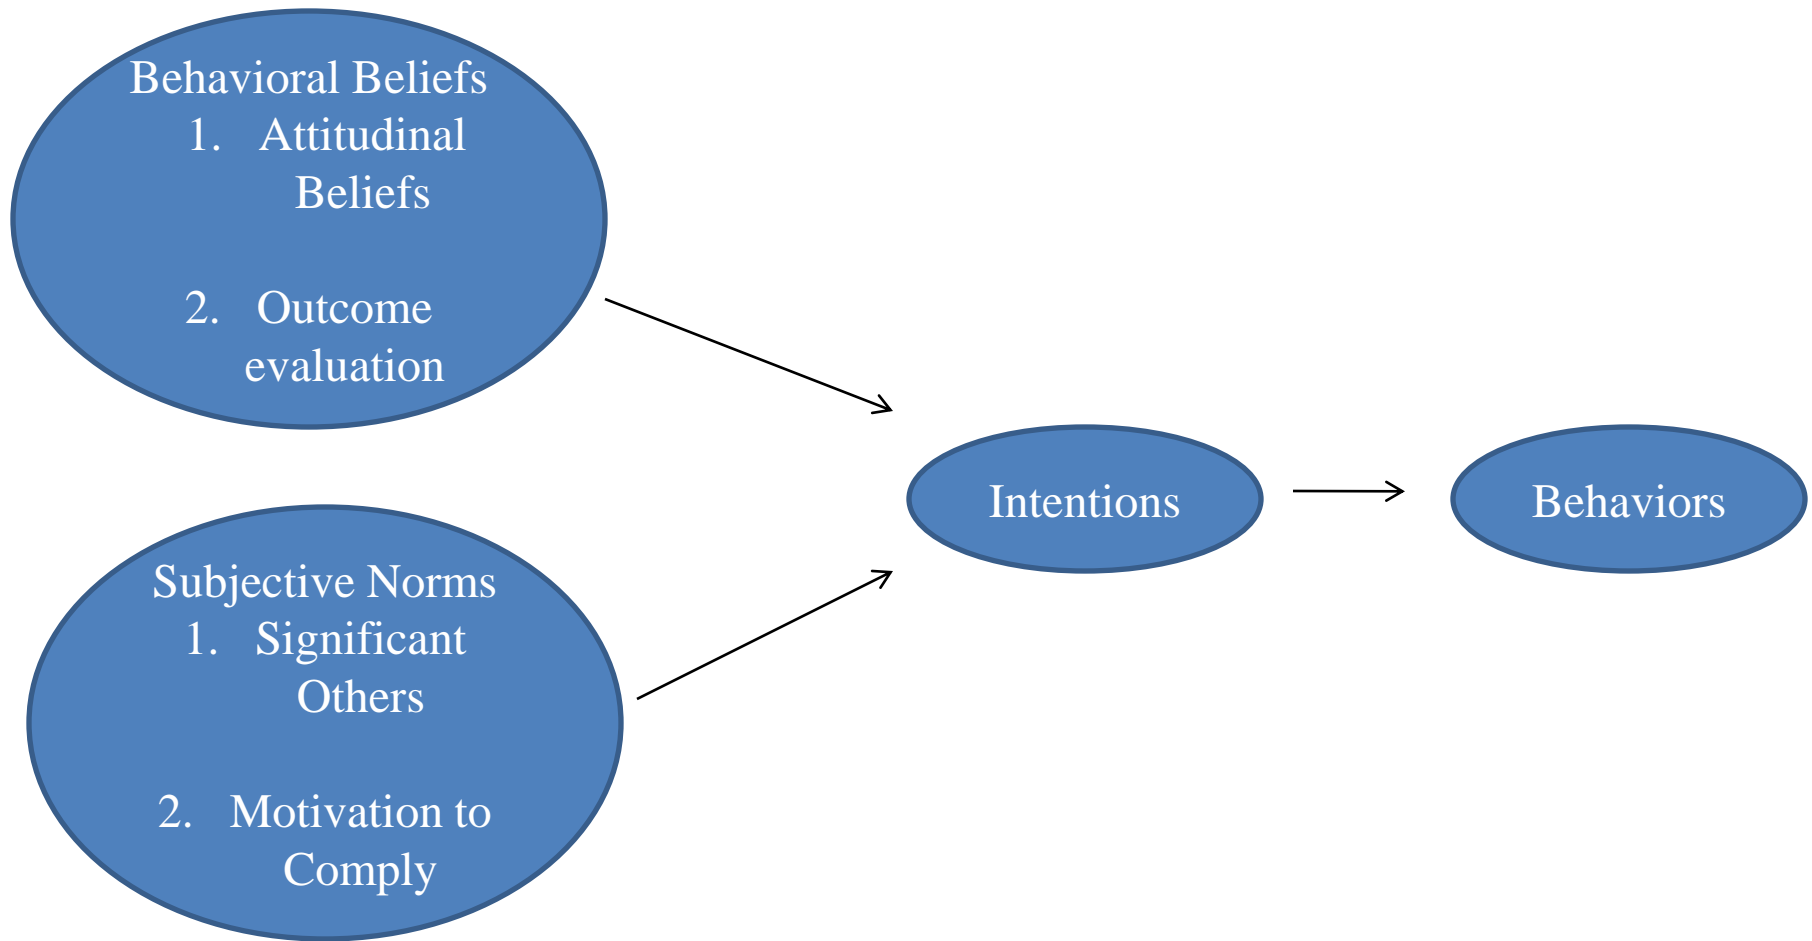 Behavioral Beliefs
1. Attitudinal
Beliefs
2. Outcome
evaluation
Subjective Norms
1. Significant
Others
2. Motivation to
Comply
Intentions
Behaviors